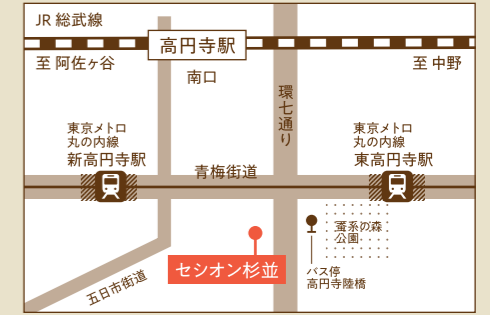 JR 総武線
高円寺駅
至 阿佐ヶ谷
至 中野
南口
環七通り
東京メトロ
丸の内線
新高円寺駅
東京メトロ
丸の内線
東高円寺駅
青梅街道
蚕糸の森
公園
セシオン杉並
バス停
高円寺陸橋
五日市街道